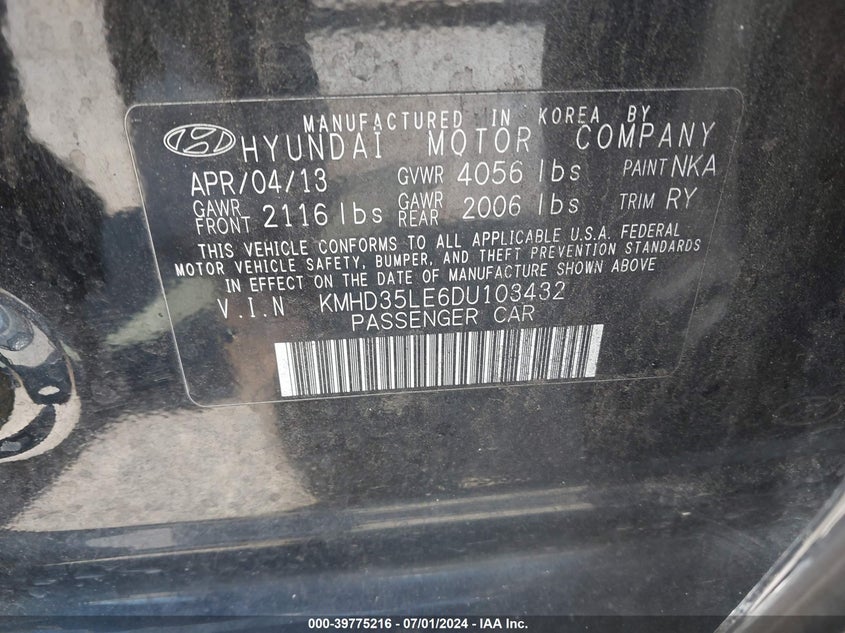 MANUFACTURED IN KOREA BY
HYUNDAI MOTOR COMPANY
APR/04/13 GVWR 4056 lbs PAINT NKA
GAWR FRONT 2116 lbs GAWR REAR 2006 lbs TRIM RY
THIS VEHICLE CONFORMS TO ALL APPLICABLE U.S.A. FEDERAL
MOTOR VEHICLE SAFETY, BUMPER, AND THEFT PREVENTION STANDARDS
IN EFFECT ON THE DATE OF MANUFACTURE SHOWN ABOVE
V.I.N KMHD35LE6DU103432
PASSENGER CAR
000-39775216 - 07/01/2024 - IAA Inc.